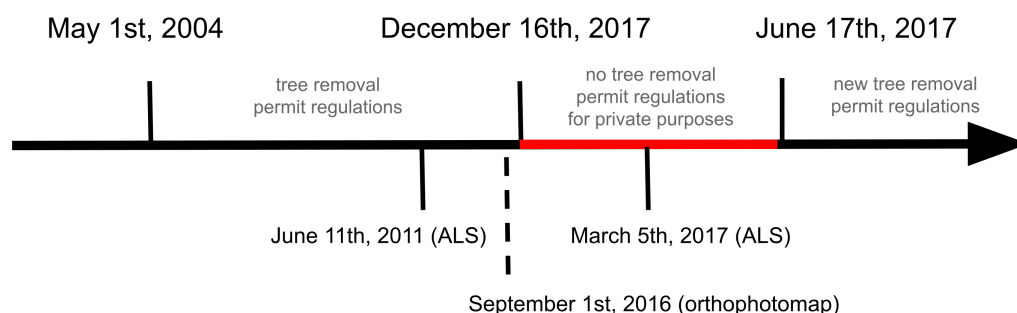 May 1st, 2004
December 16th, 2017
June 17th, 2017
tree removal
permit regulations
no tree removal
permit regulations
for private purposes
new tree removal
permit regulations
June 11th, 2011 (ALS)
March 5th, 2017 (ALS)
September 1st, 2016 (orthophotomap)